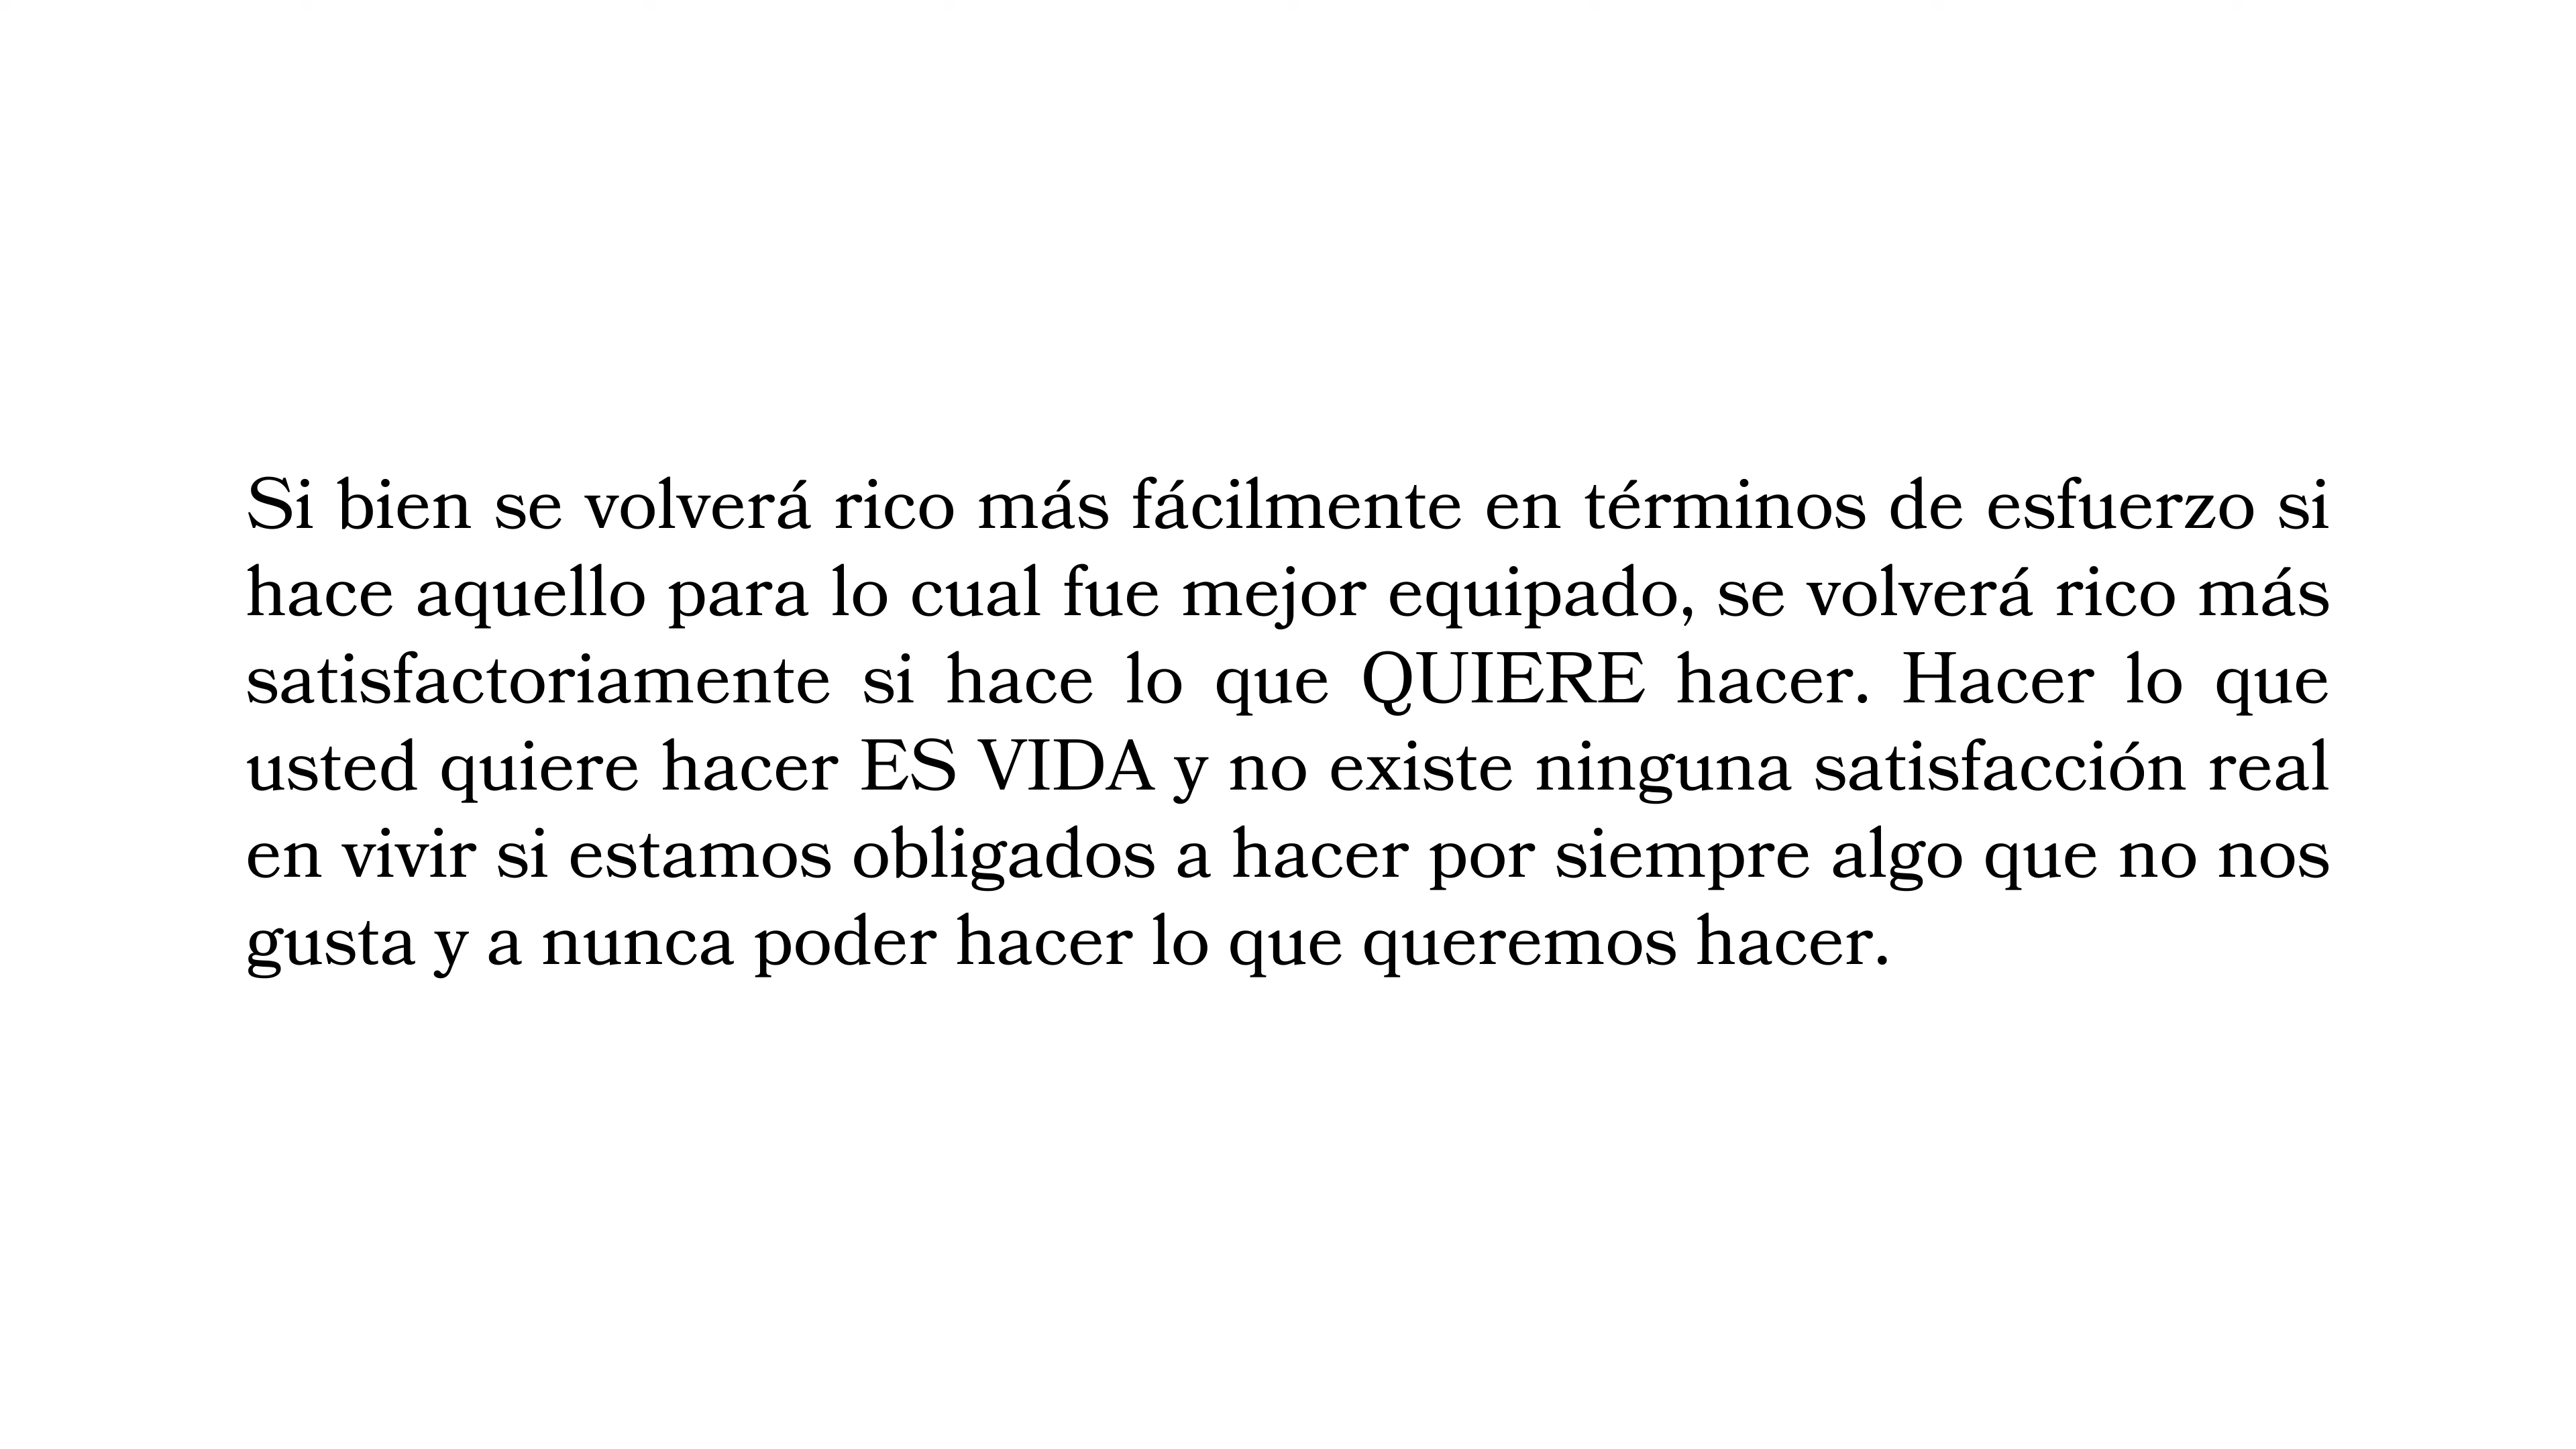 Si bien se volverá rico más fácilmente en términos de esfuerzo si
hace aquello para lo cual fue mejor equipado, se volverá rico más
satisfactoriamente si hace lo que QUIERE hacer. Hacer lo que
usted quiere hacer ES VIDA y no existe ninguna satisfacción real
en vivir si estamos obligados a hacer por siempre algo que no nos
gusta y a nunca poder hacer lo que queremos hacer.